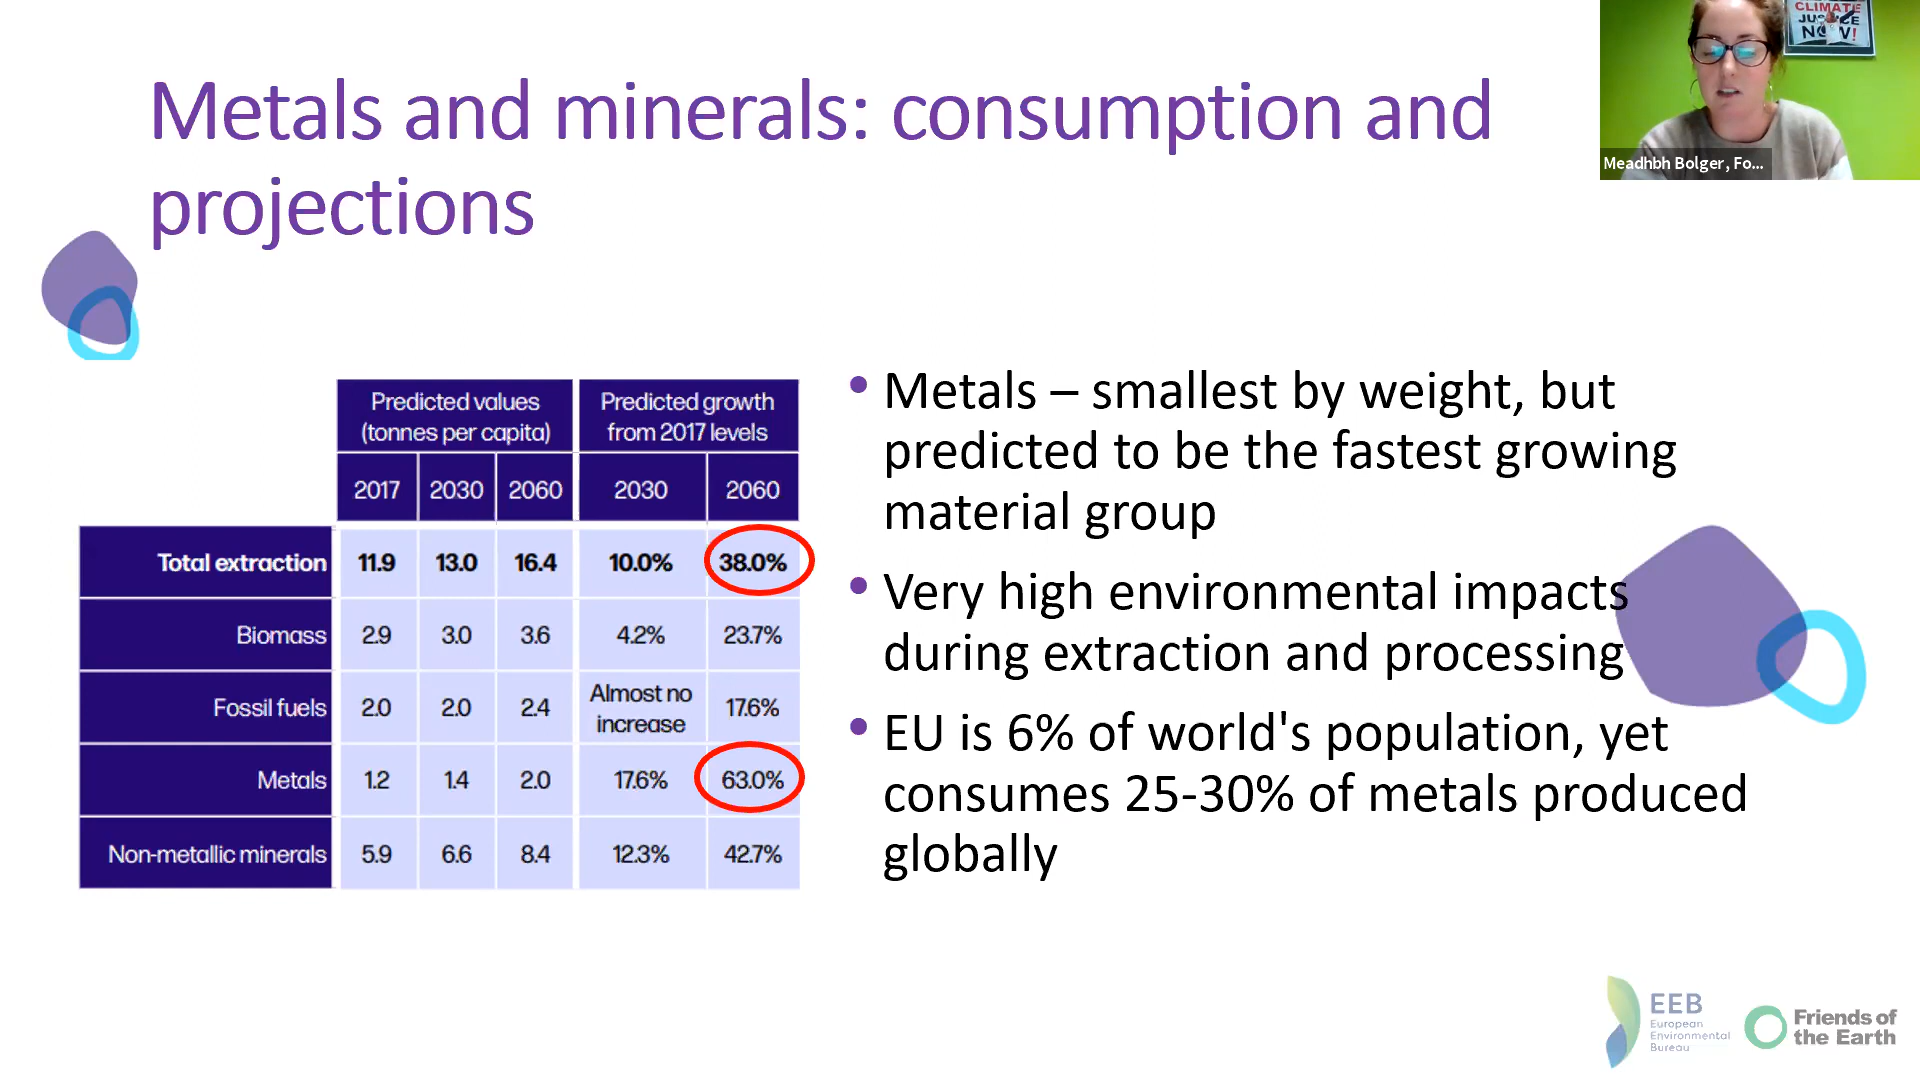 Metals and minerals: consumption and
projections
CLIMATE
JUSTICE
NOW!
Meadhbh Bolger, Fo...
Predicted values
(tonnes per capita)
Predicted growth
from 2017 levels
2017 2030 2060 2030 2060
Total extraction 11.9 13.0 16.4 10.0% 38.0%
Biomass 2.9 3.0 3.6 4.2% 23.7%
Fossil fuels 2.0 2.0 2.4 Almost no
increase 17.6%
Metals 1.2 1.4 2.0 17.6% 63.0%
Non-metallic minerals 5.9 6.6 8.4 12.3% 42.7%
• Metals – smallest by weight, but
predicted to be the fastest growing
material group
• Very high environmental impacts
during extraction and processing
• EU is 6% of world's population, yet
consumes 25-30% of metals produced
globally
EEB
European
Environmental
Bureau
Friends of
the Earth